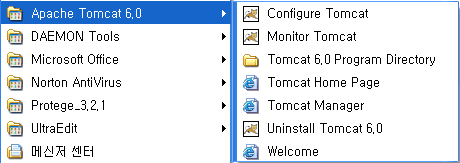 Apache Tomcat 6,0
DAEMON Tools
Microsoft Office
Norton AntiVirus
Protege_3,2,1
UltraEdit
메신저 센터
Configure Tomcat
Monitor Tomcat
Tomcat 6,0 Program Directory
Tomcat Home Page
Tomcat Manager
Uninstall Tomcat 6,0
Welcome